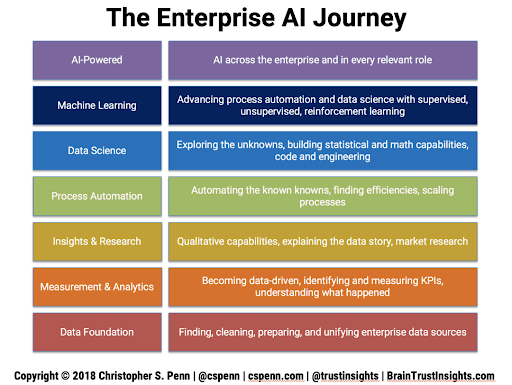 The Enterprise AI Journey
AI-Powered
AI across the enterprise and in every relevant role
Machine Learning
Advancing process automation and data science with supervised,
unsupervised, reinforcement learning
Data Science
Exploring the unknowns, building statistical and math capabilities,
code and engineering
Process Automation
Automating the known knowns, finding efficiencies, scaling
processes
Insights & Research
Qualitative capabilities, explaining the data story, market research
Measurement & Analytics
Becoming data-driven, identifying and measuring KPIs,
understanding what happened
Data Foundation
Finding, cleaning, preparing, and unifying enterprise data sources
Copyright © 2018 Christopher S. Penn | @cspenn | cspenn.com | @trustinsights | BrainTrustInsights.com